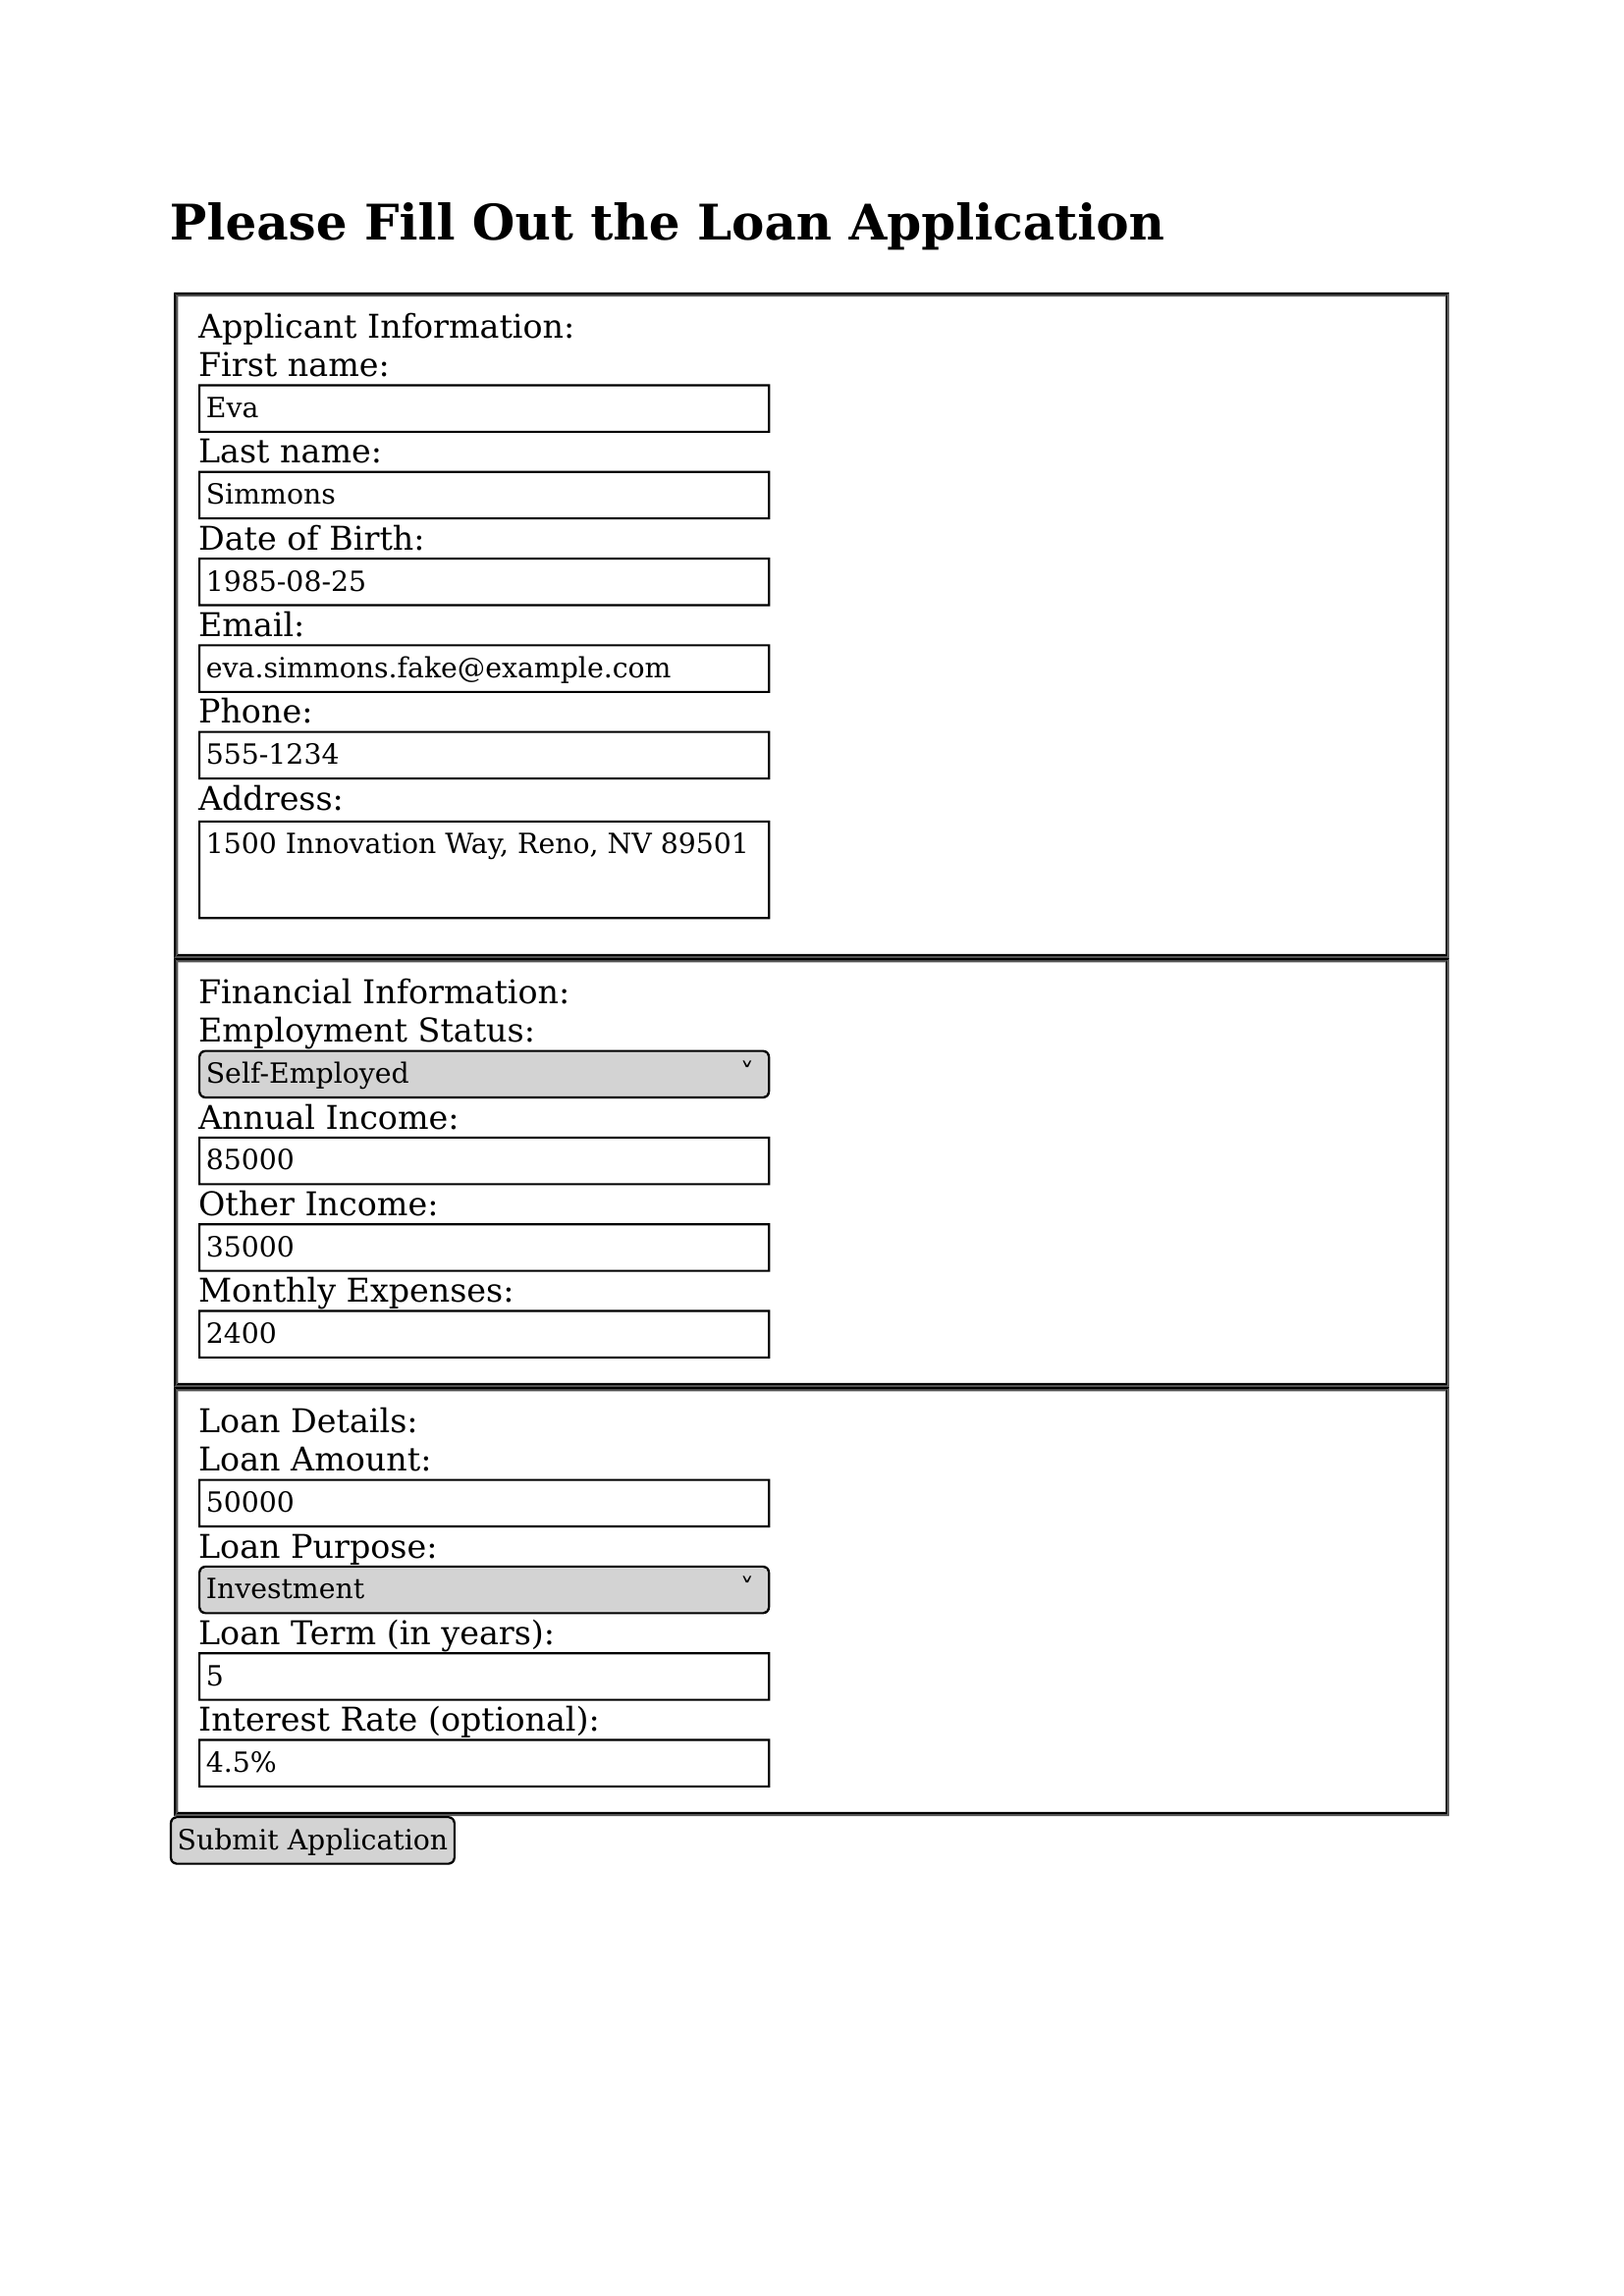 Please Fill Out the Loan Application
Applicant Information:
First name:
Eva
Last name:
Simmons
Date of Birth:
1985-08-25
Email:
eva.simmons.fake@example.com
Phone:
555-1234
Address:
1500 Innovation Way, Reno, NV 89501
Financial Information:
Employment Status:
Self-Employed
Annual Income:
85000
Other Income:
35000
Monthly Expenses:
2400
Loan Details:
Loan Amount:
50000
Loan Purpose:
Investment
Loan Term (in years):
5
Interest Rate (optional):
4.5%
Submit Application